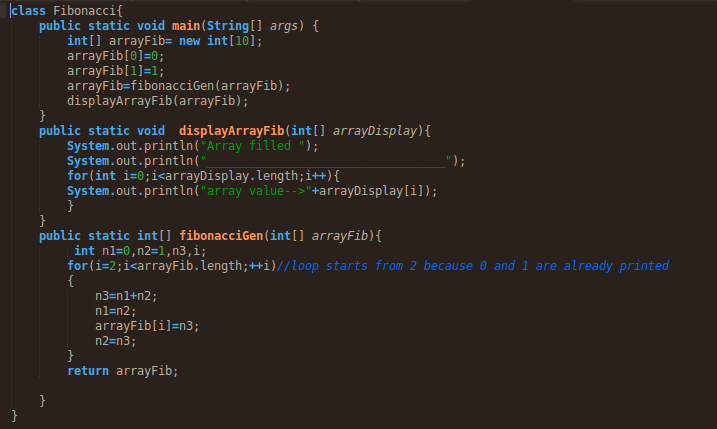 class Fibonacci{
    public static void main(String[] args) {
        int[] arrayFib= new int[10];
        arrayFib[0]=0;
        arrayFib[1]=1;
        arrayFib=fibonacciGen(arrayFib);
        displayArrayFib(arrayFib);
    }
    public static void  displayArrayFib(int[] arrayDisplay){
        System.out.println("Array filled ");
        System.out.println("__________________________________");
        for(int i=0;i<arrayDisplay.length;i++){
        System.out.println("array value-->"+arrayDisplay[i]);
        }
    }
    public static int[] fibonacciGen(int[] arrayFib){
         int n1=0,n2=1,n3,i;
        for(i=2;i<arrayFib.length;++i)//loop starts from 2 because 0 and 1 are already printed
        {
            n3=n1+n2;
            n1=n2;
            arrayFib[i]=n3;
            n2=n3;
        }
        return arrayFib;

    }
}